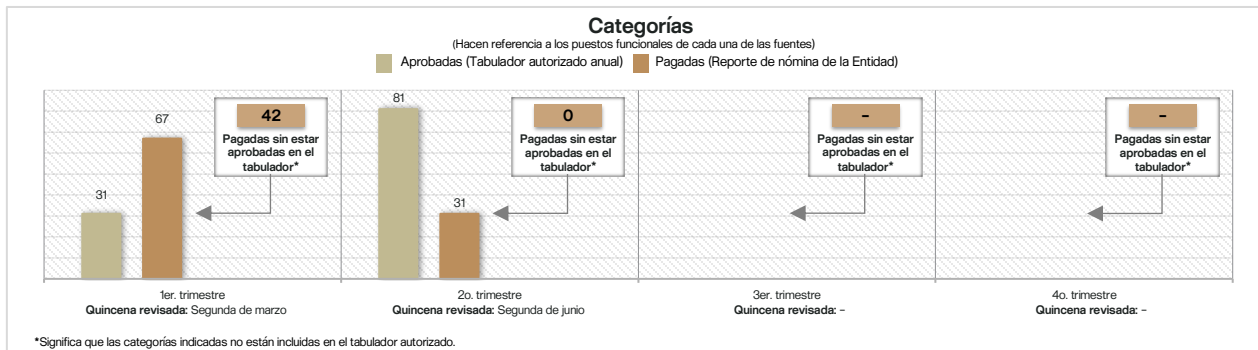 Categorías
(Hacen referencia a los puestos funcionales de cada una de las fuentes)
Aprobadas (Tabulador autorizado anual) Pagadas (Reporte de nómina de la Entidad)
31
67
42
Pagadas sin estar
aprobadas en el
tabulador*
81
31
0
Pagadas sin estar
aprobadas en el
tabulador*
-
Pagadas sin estar
aprobadas en el
tabulador*
-
Pagadas sin estar
aprobadas en el
tabulador*
1er. trimestre
Quincena revisada: Segunda de marzo
2o. trimestre
Quincena revisada: Segunda de junio
3er. trimestre
Quincena revisada: -
4o. trimestre
Quincena revisada: -
*Significa que las categorías indicadas no están incluidas en el tabulador autorizado.